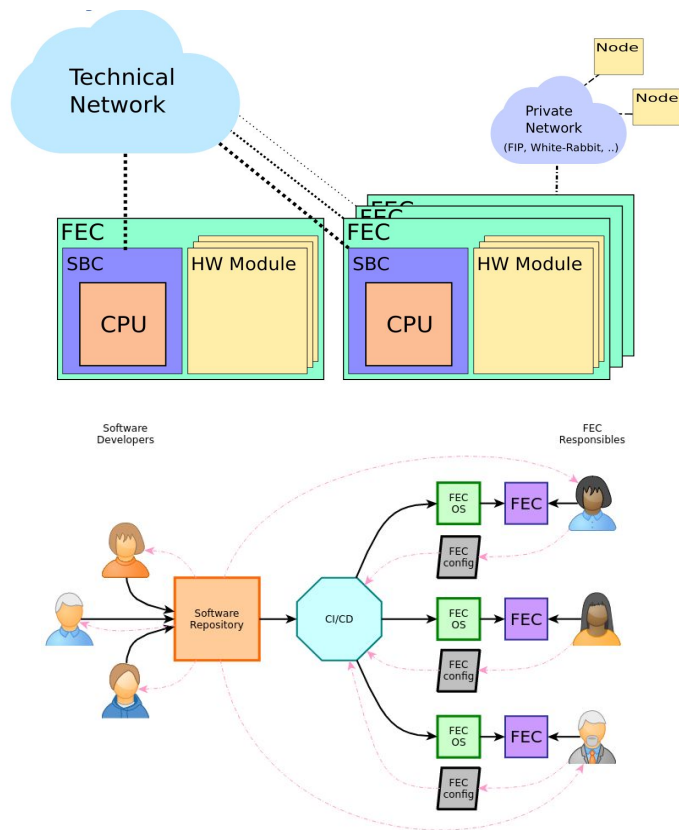 Technical
Network
Node
Node
Private
Network
(FIP, White-Rabbit, ..)
FEC
FEC
FEC
FEC
SBC
HW Module
CPU
SBC
HW Module
CPU
Software
Developers
FEC
Responsibles
FEC
OS
FEC
FEC
config
Software
Repository
CI/CD
FEC
OS
FEC
FEC
config
FEC
OS
FEC
FEC
config